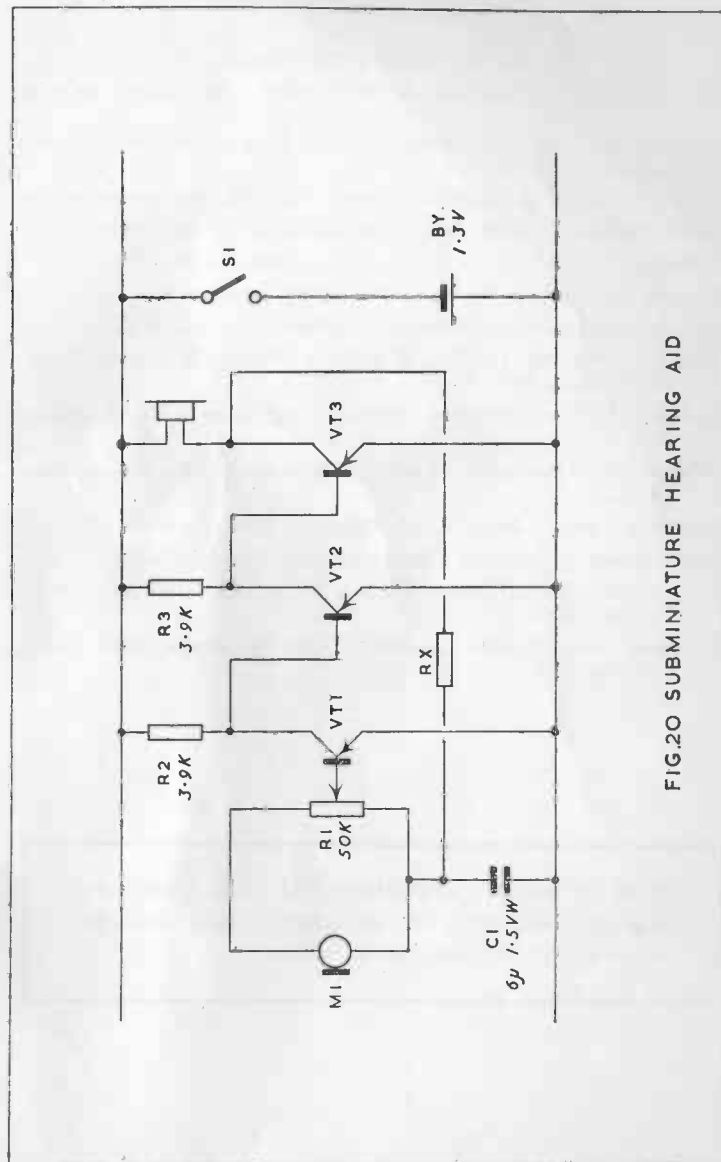 R2
3·9K
R3
3·9K
S1
M1
R1
50K
VT1
VT2
VT3
RX
BY.
1·3V
C1
6µ 1·5VW
FIG.20 SUBMINIATURE HEARING AID